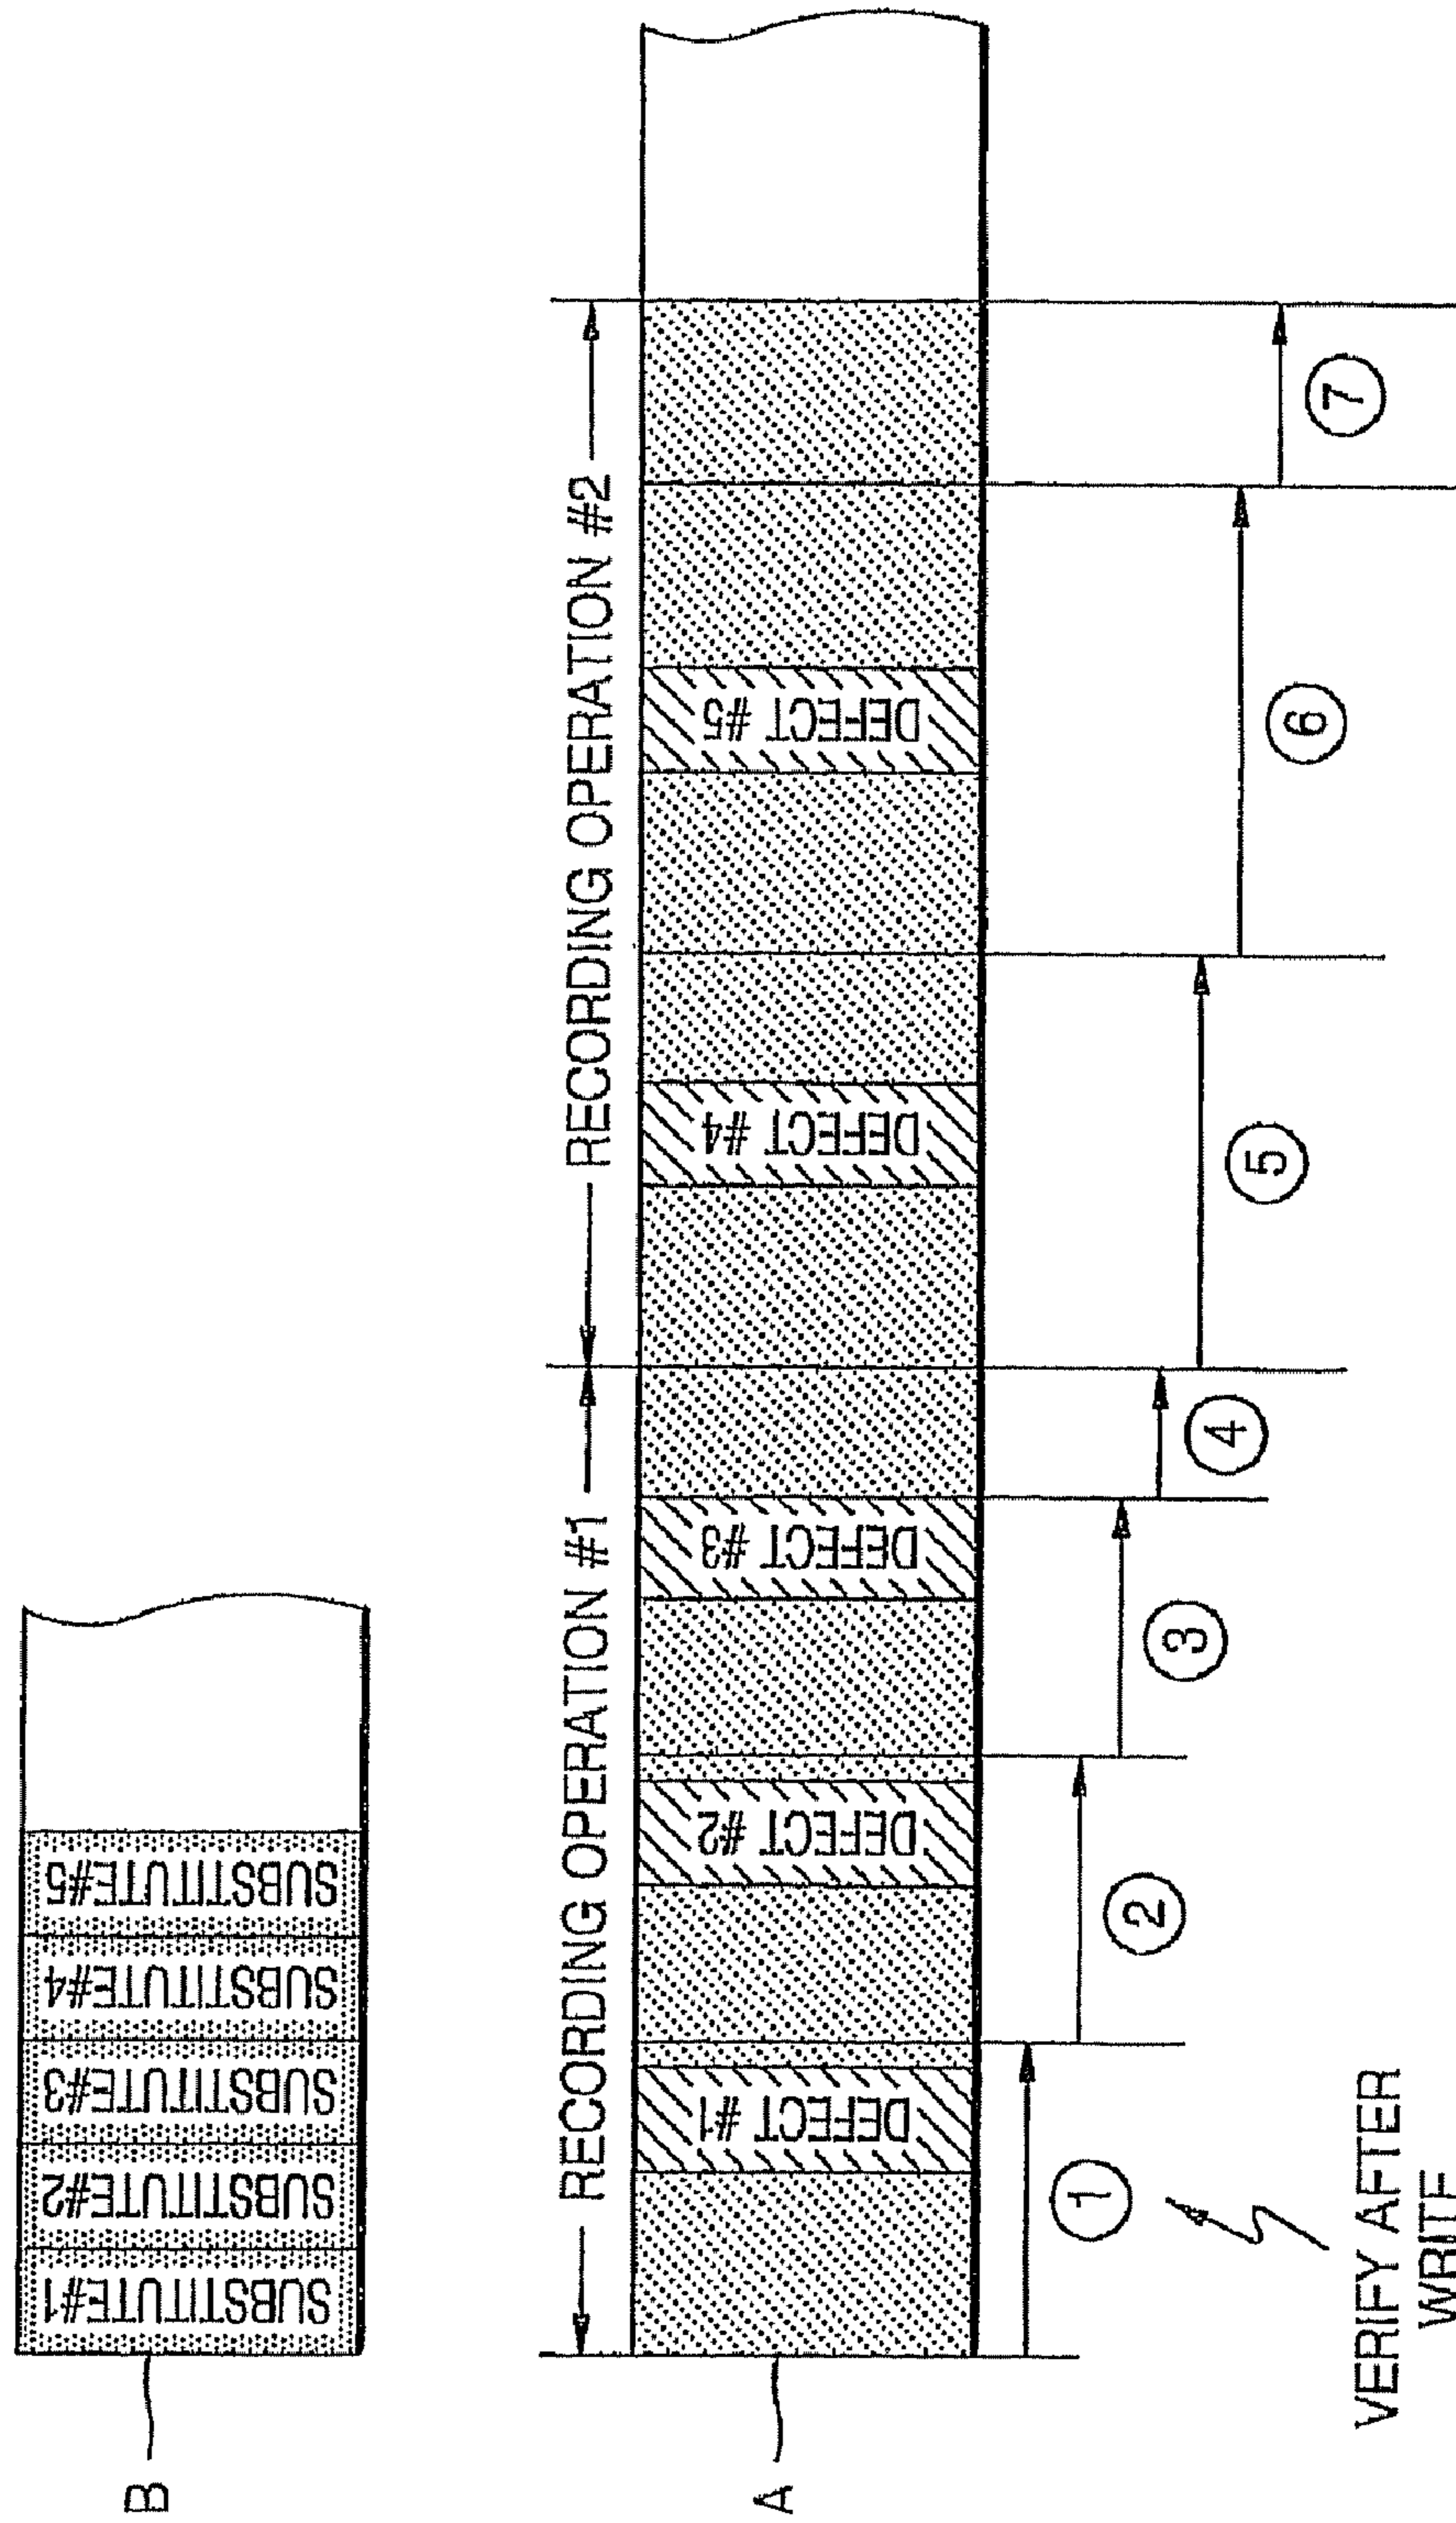 B
SUBSTITUTE#1
SUBSTITUTE#2
SUBSTITUTE#3
SUBSTITUTE#4
SUBSTITUTE#5
RECORDING OPERATION #1
RECORDING OPERATION #2
A
DEFECT #1
DEFECT #2
DEFECT #3
DEFECT #4
DEFECT #5
1
2
3
4
5
6
7
VERIFY AFTER
WRITE